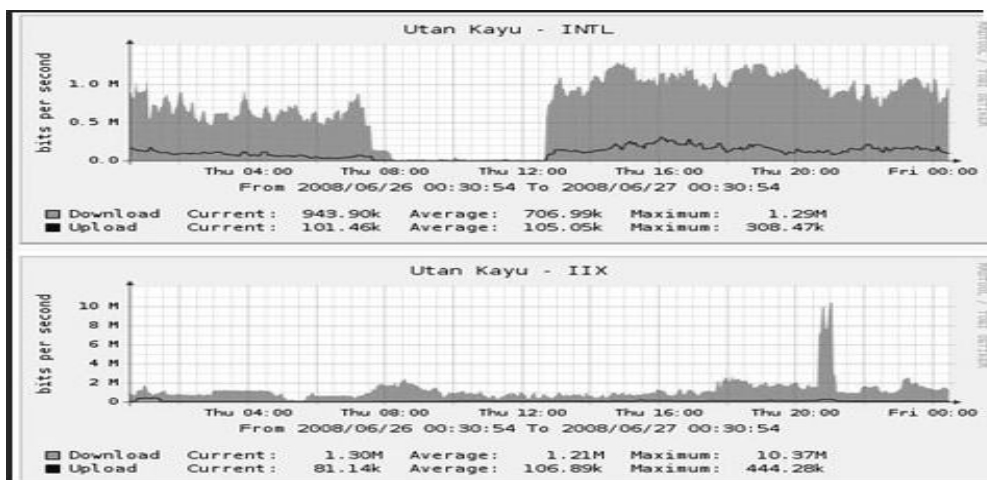 Utan Kayu - INTL
bits per second
1.0 M
0.5 M
0.0
Thu 04:00 Thu 08:00 Thu 12:00 Thu 16:00 Thu 20:00 Fri 00:00
From 2008/06/26 00:30:54 To 2008/06/27 00:30:54
Download Current: 943.90k Average: 706.99k Maximum: 1.29M
Upload Current: 101.46k Average: 105.05k Maximum: 308.47k
Utan Kayu - IIX
bits per second
10 M
8 M
6 M
4 M
2 M
0
Thu 04:00 Thu 08:00 Thu 12:00 Thu 16:00 Thu 20:00 Fri 00:00
From 2008/06/26 00:30:54 To 2008/06/27 00:30:54
Download Current: 1.30M Average: 1.21M Maximum: 10.37M
Upload Current: 81.14k Average: 106.89k Maximum: 444.28k